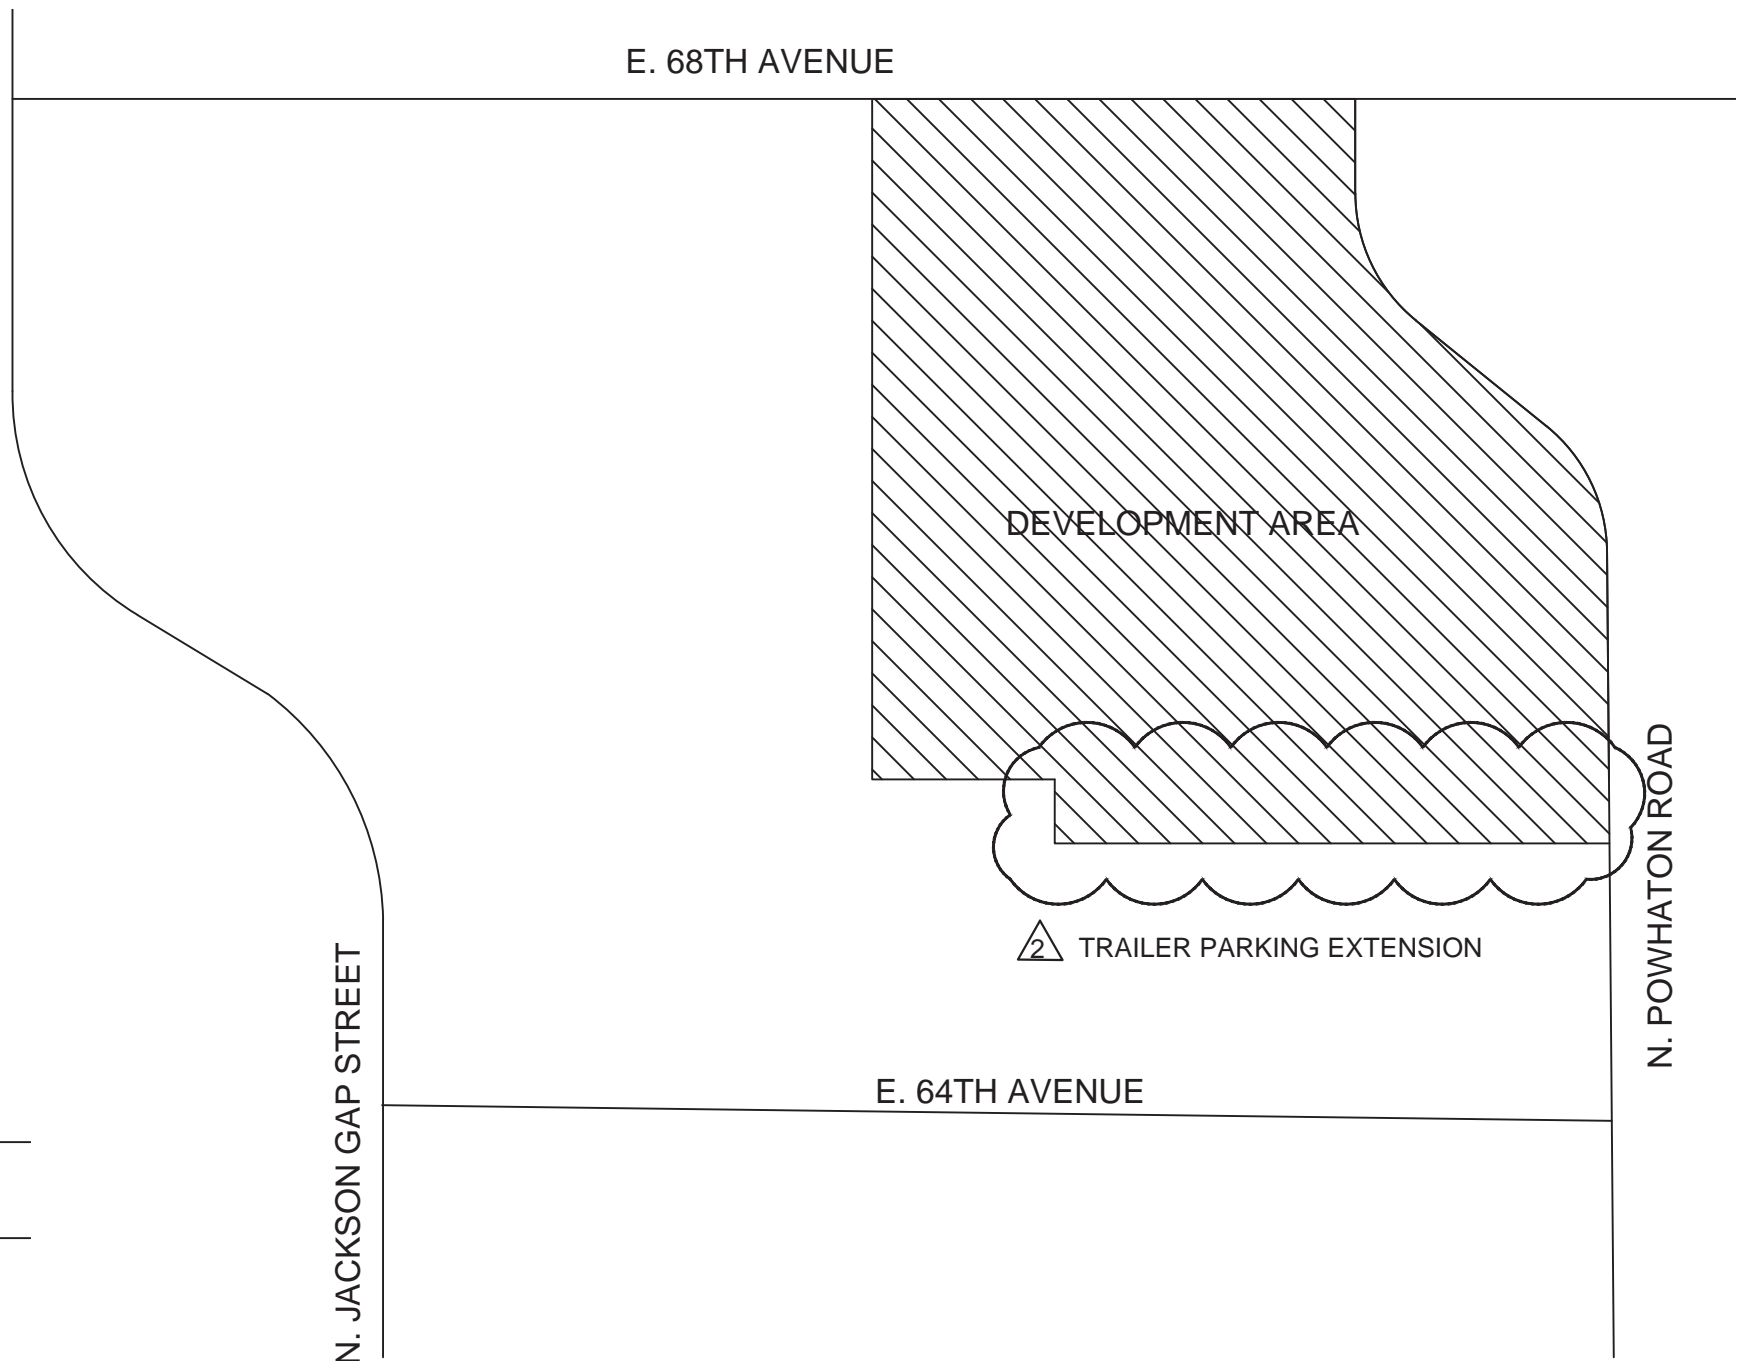 E. 68TH AVENUE
DEVELOPMENT AREA
N. POWHATON ROAD
2 TRAILER PARKING EXTENSION
N. JACKSON GAP STREET
E. 64TH AVENUE